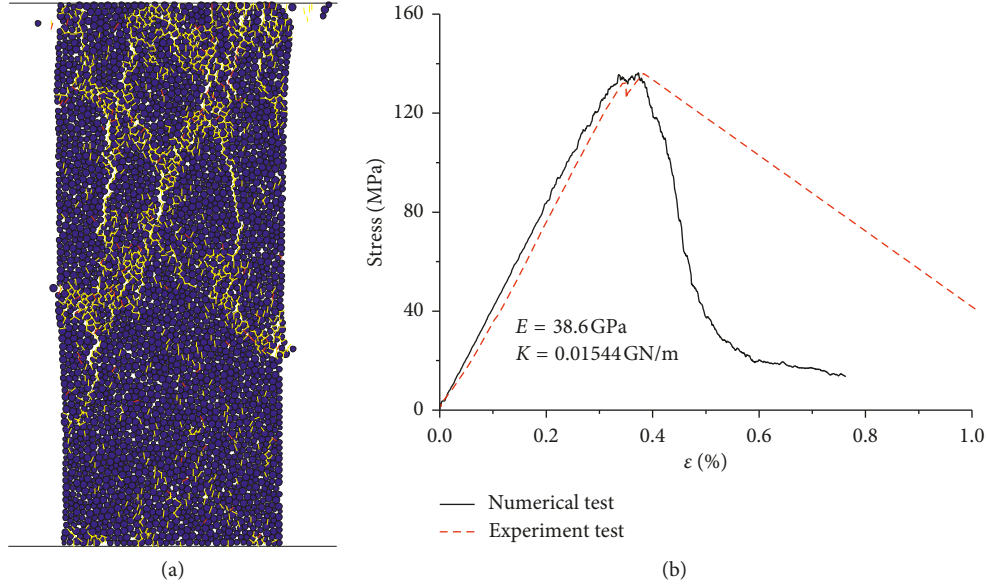 160
120
80
40
0
Stress (MPa)
E = 38.6 GPa
K = 0.01544 GN/m
0.0 0.2 0.4 0.6 0.8 1.0
ε (%)
Numerical test
Experiment test
(a) (b)